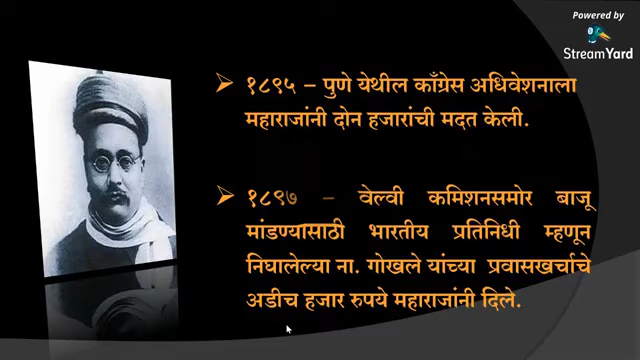 Powered by
StreamYard
१८९५ – पुणे येथील काँग्रेस अधिवेशनाला
महाराजांनी दोन हजारांची मदत केली.
१८९७ – वेल्वी कमिशनसमोर बाजू
मांडण्यासाठी भारतीय प्रतिनिधी म्हणून
निघालेल्या ना. गोखले यांच्या प्रवासखर्चाचे
अडीच हजार रुपये महाराजांनी दिले.